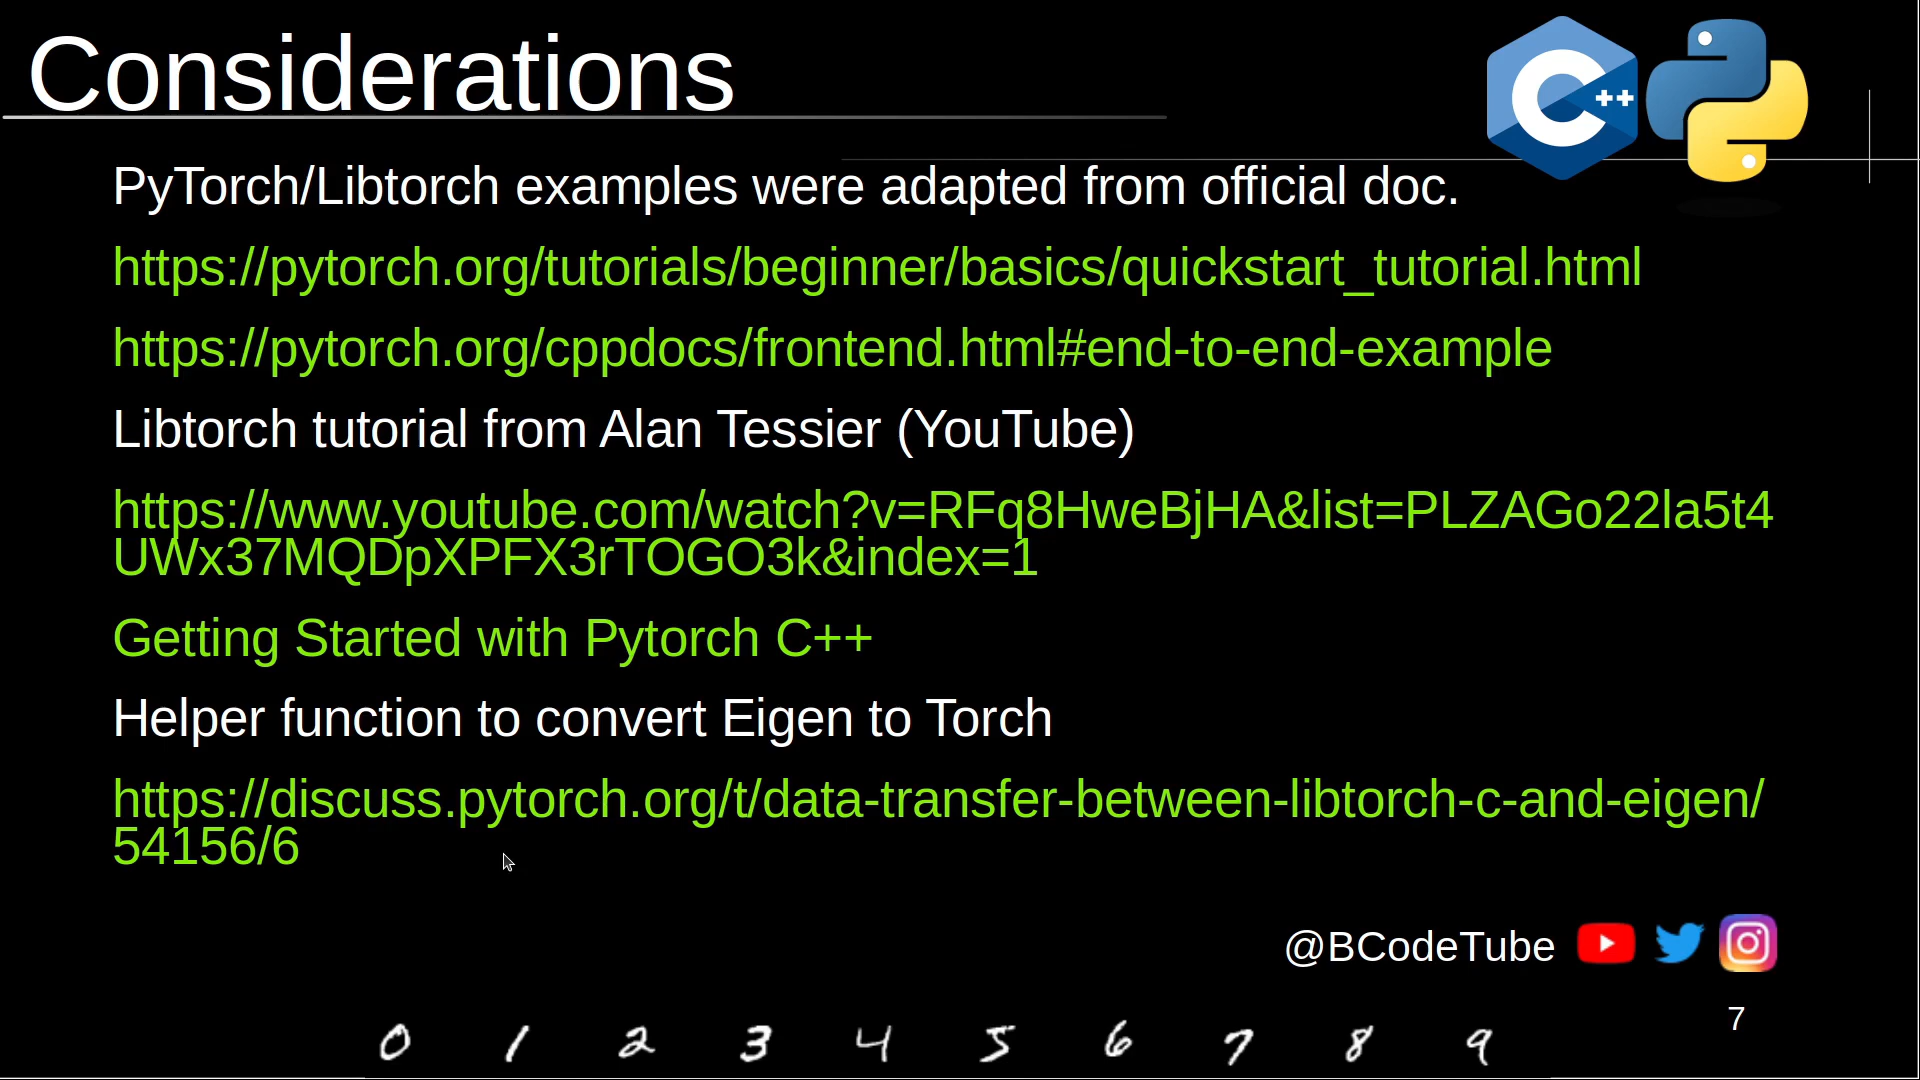 Considerations
PyTorch/Libtorch examples were adapted from official doc.
https://pytorch.org/tutorials/beginner/basics/quickstart_tutorial.html
https://pytorch.org/cppdocs/frontend.html#end-to-end-example
Libtorch tutorial from Alan Tessier (YouTube)
https://www.youtube.com/watch?v=RFq8HweBjHA&list=PLZAGo22la5t4
UWx37MQDpXPFX3rTOGO3k&index=1
Getting Started with Pytorch C++
Helper function to convert Eigen to Torch
https://discuss.pytorch.org/t/data-transfer-between-libtorch-c-and-eigen/
54156/6
@BCodeTube
7
0 1 2 3 4 5 6 7 8 9
C++